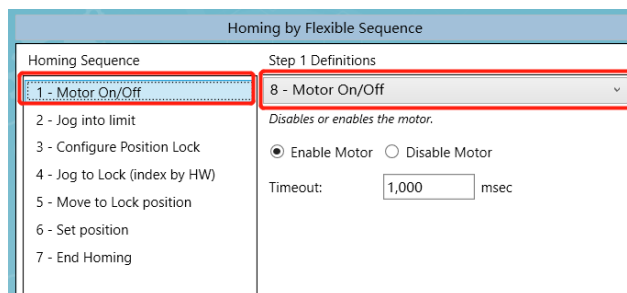 Homing by Flexible Sequence
Homing Sequence
1 - Motor On/Off
2 - Jog into limit
3 - Configure Position Lock
4 - Jog to Lock (index by HW)
5 - Move to Lock position
6 - Set position
7 - End Homing
Step 1 Definitions
8 - Motor On/Off
Disables or enables the motor.
Enable Motor Disable Motor
Timeout: 1,000 msec